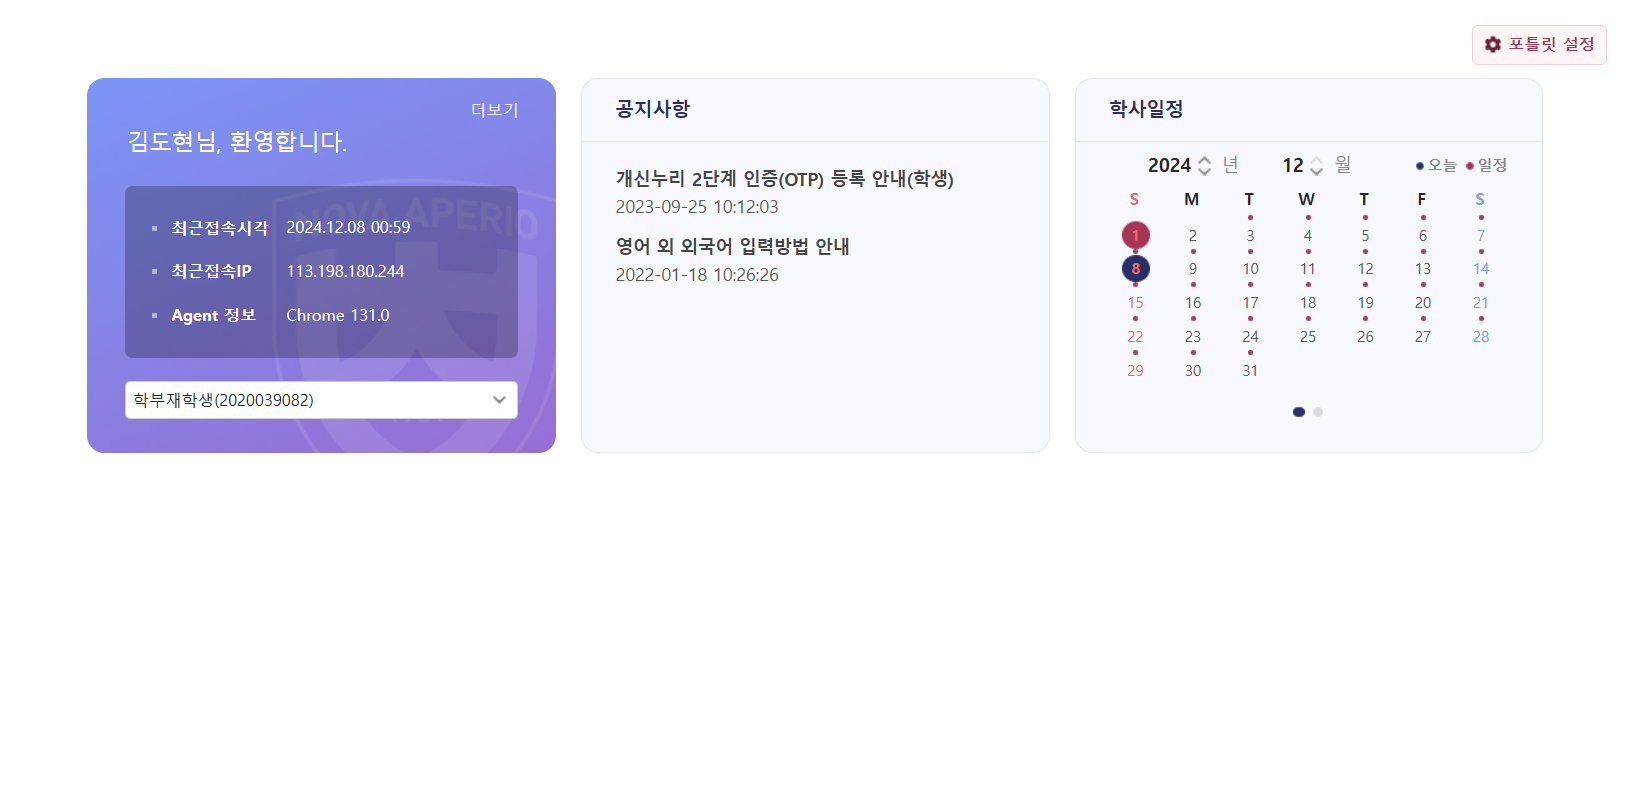 포틀릿 설정
더보기
김도현님, 환영합니다.
NOVA APERIO
최근접속시각 2024.12.08 00:59
최근접속IP 113.198.180.244
Agent 정보 Chrome 131.0
학부재학생(2020039082)
공지사항
개신누리 2단계 인증(OTP) 등록 안내(학생)
2023-09-25 10:12:03
영어 외 외국어 입력방법 안내
2022-01-18 10:26:26
학사일정
2024 년 12 월 오늘 일정
S M T W T F S
1 2 3 4 5 6 7
8 9 10 11 12 13 14
15 16 17 18 19 20 21
22 23 24 25 26 27 28
29 30 31